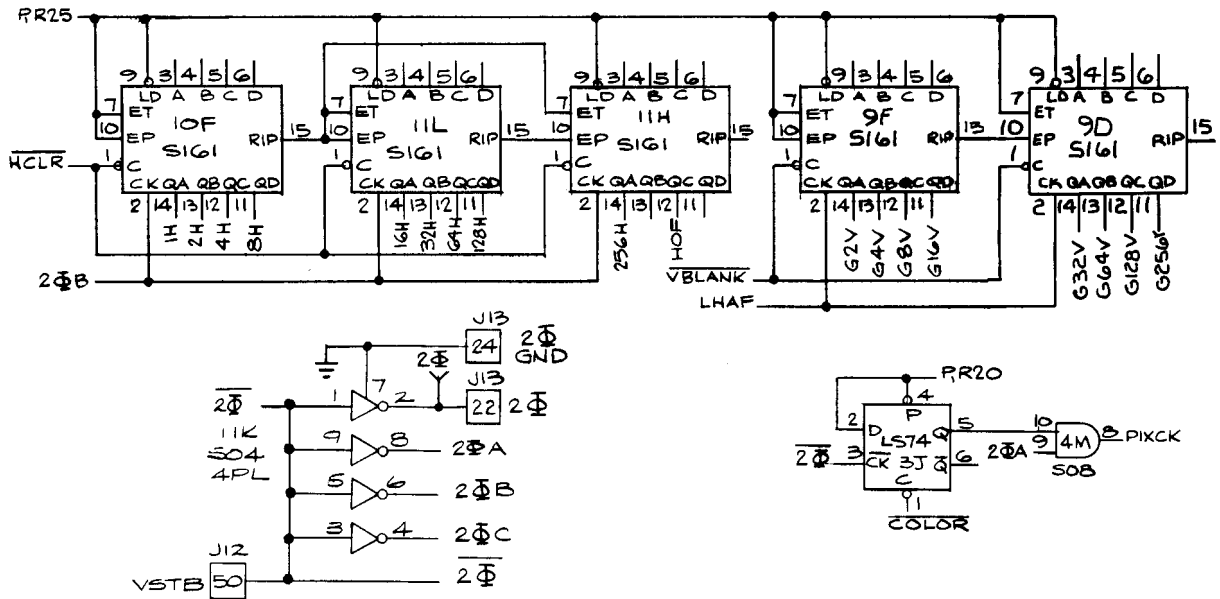 P,R25
9 3 4 5 6
LD A B C D
7 ET
10 EP
10F
S161
RIP 15
HCLR
1 C
CK QA QB QC QD
2 14 13 12 11
1H 2H 4H 8H
9 3 4 5 6
LD A B C D
7 ET
10 EP
11L
S161
RIP 15
1 C
CK QA QB QC QD
2 14 13 12 11
16H 32H 64H 128H
9 3 4 5 6
LD A B C D
7 ET
10 EP
11H
S161
RIP 15
1 C
CK QA QB QC QD
2 14 13 12 11
256H HOF
9 3 4 5 6
LD A B C D
7 ET
10 EP
9F
S161
RIP 15
1 C
CK QA QB QC QD
2 14 13 12 11
G2V G4V G8V G16V
9 3 4 5 6
LD A B C D
7 ET
10 EP
9D
S161
RIP 15
1 C
CK QA QB QC QD
2 14 13 12 11
G32V G64V G128V G256V
2ΦB
VBLANK
LHAF
J13
24 2Φ
GND
2Φ
J13
22 2Φ
2Φ 1 7 2
11K
S04
4PL
9 8 2ΦA
5 6 2ΦB
3 4 2ΦC
J12
VSTB 50 2Φ
P,R20
4
P
2 D Q 5
LS74
2Φ 3 CK 3J Q 6
C
1
COLOR
10
2ΦA 9
4M 8 PIXCK
S08